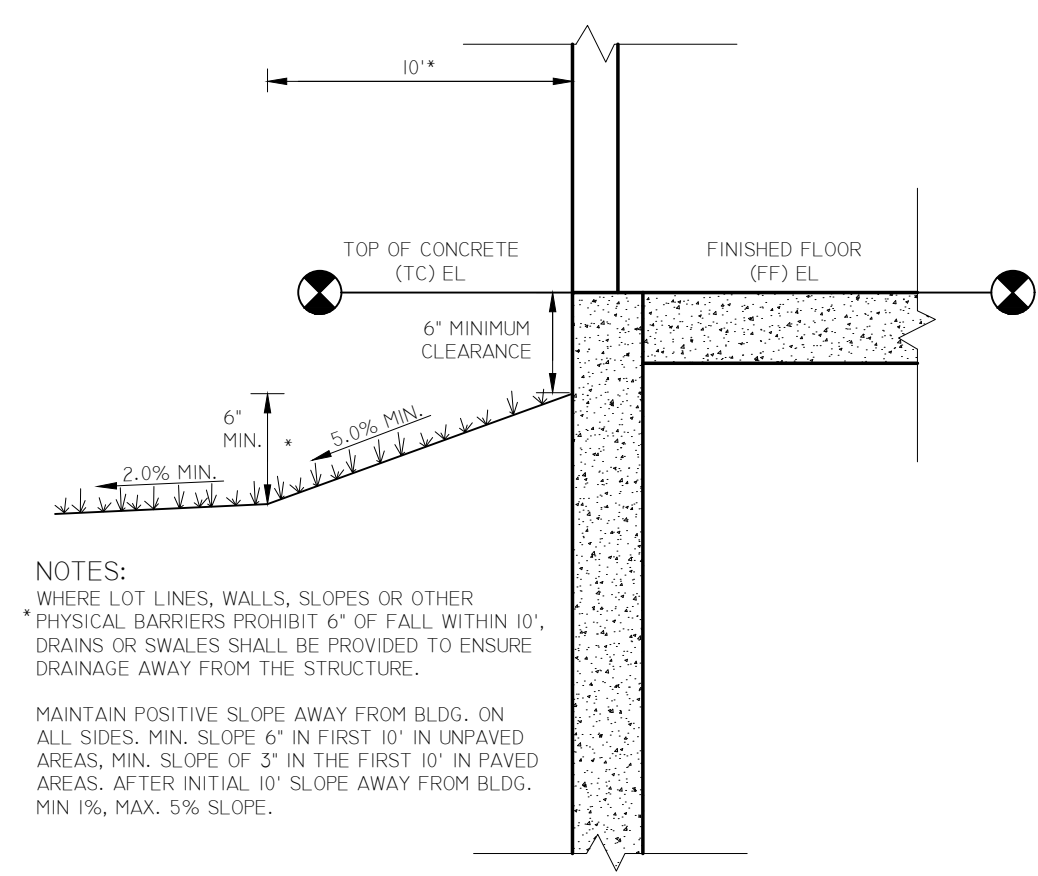 10'*
TOP OF CONCRETE
(TC) EL
FINISHED FLOOR
(FF) EL
6" MINIMUM
CLEARANCE
6"
MIN.
*
5.0% MIN.
2.0% MIN.
NOTES:
WHERE LOT LINES, WALLS, SLOPES OR OTHER
* PHYSICAL BARRIERS PROHIBIT 6" OF FALL WITHIN 10',
DRAINS OR SWALES SHALL BE PROVIDED TO ENSURE
DRAINAGE AWAY FROM THE STRUCTURE.
MAINTAIN POSITIVE SLOPE AWAY FROM BLDG. ON
ALL SIDES. MIN. SLOPE 6" IN FIRST 10' IN UNPAVED
AREAS, MIN. SLOPE OF 3" IN THE FIRST 10' IN PAVED
AREAS. AFTER INITIAL 10' SLOPE AWAY FROM BLDG.
MIN 1%, MAX. 5% SLOPE.